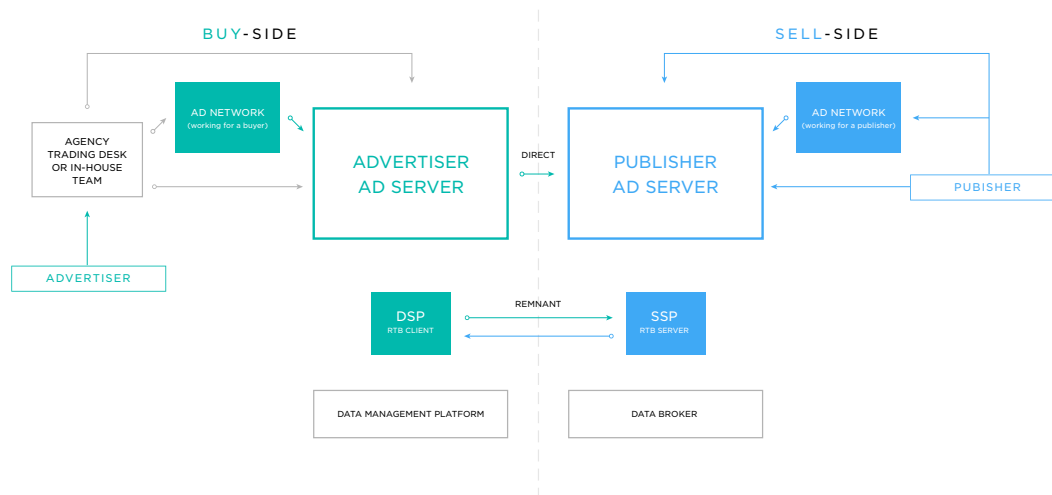 BUY-SIDE
SELL-SIDE
AD NETWORK
(working for a buyer)
AD NETWORK
(working for a publisher)
AGENCY
TRADING DESK
OR IN-HOUSE
TEAM
ADVERTISER
AD SERVER
DIRECT
PUBLISHER
AD SERVER
PUBISHER
ADVERTISER
REMNANT
DSP
RTB CLIENT
SSP
RTB SERVER
DATA MANAGEMENT PLATFORM
DATA BROKER